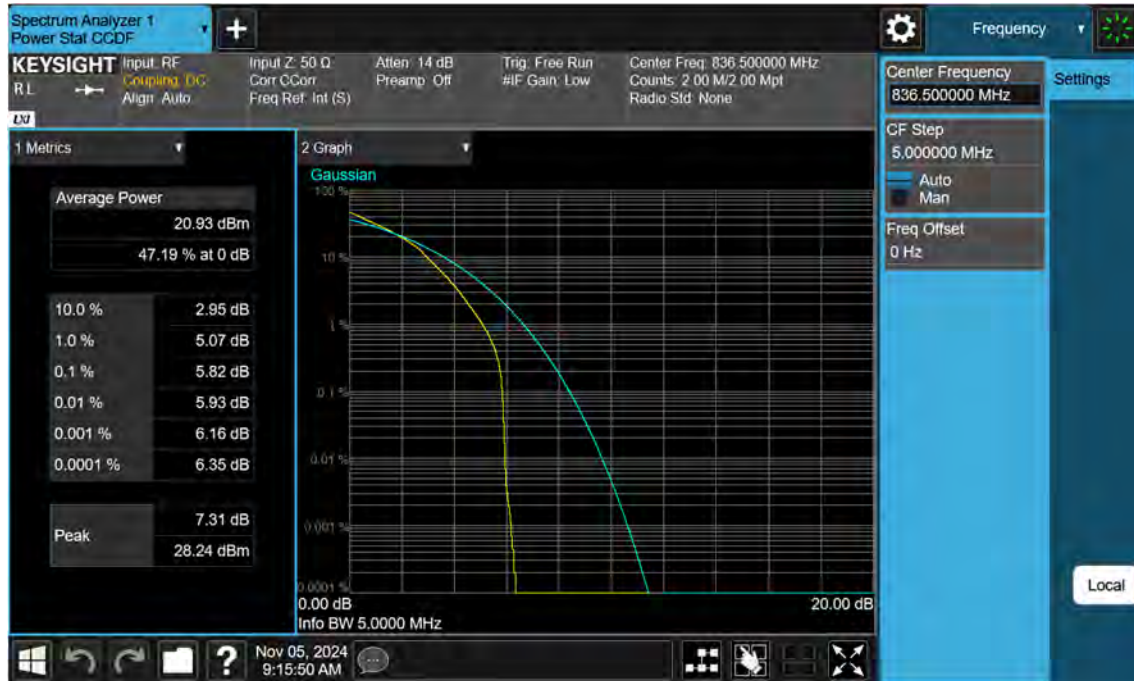 Spectrum Analyzer 1
Power Stat CCDF
+
Frequency
KEYSIGHT
RL
LXI
Input: RF
Coupling: DC
Align: Auto
Input Z: 50 Ω
Corr CCorr
Freq Ref: Int (S)
Atten: 14 dB
Preamp: Off
Trig: Free Run
#IF Gain: Low
Center Freq: 836.500000 MHz
Counts: 2.00 M/2.00 Mpt
Radio Std: None
Center Frequency
836.500000 MHz
Settings
CF Step
5.000000 MHz
Auto
Man
Freq Offset
0 Hz
1 Metrics
Average Power
20.93 dBm
47.19 % at 0 dB
10.0 % 2.95 dB
1.0 % 5.07 dB
0.1 % 5.82 dB
0.01 % 5.93 dB
0.001 % 6.16 dB
0.0001 % 6.35 dB
Peak
7.31 dB
28.24 dBm
2 Graph
Gaussian
100 %
10 %
1 %
0.1 %
0.01 %
0.001 %
0.0001 %
0.00 dB 20.00 dB
Info BW 5.0000 MHz
Local
?
Nov 05, 2024
9:15:50 AM